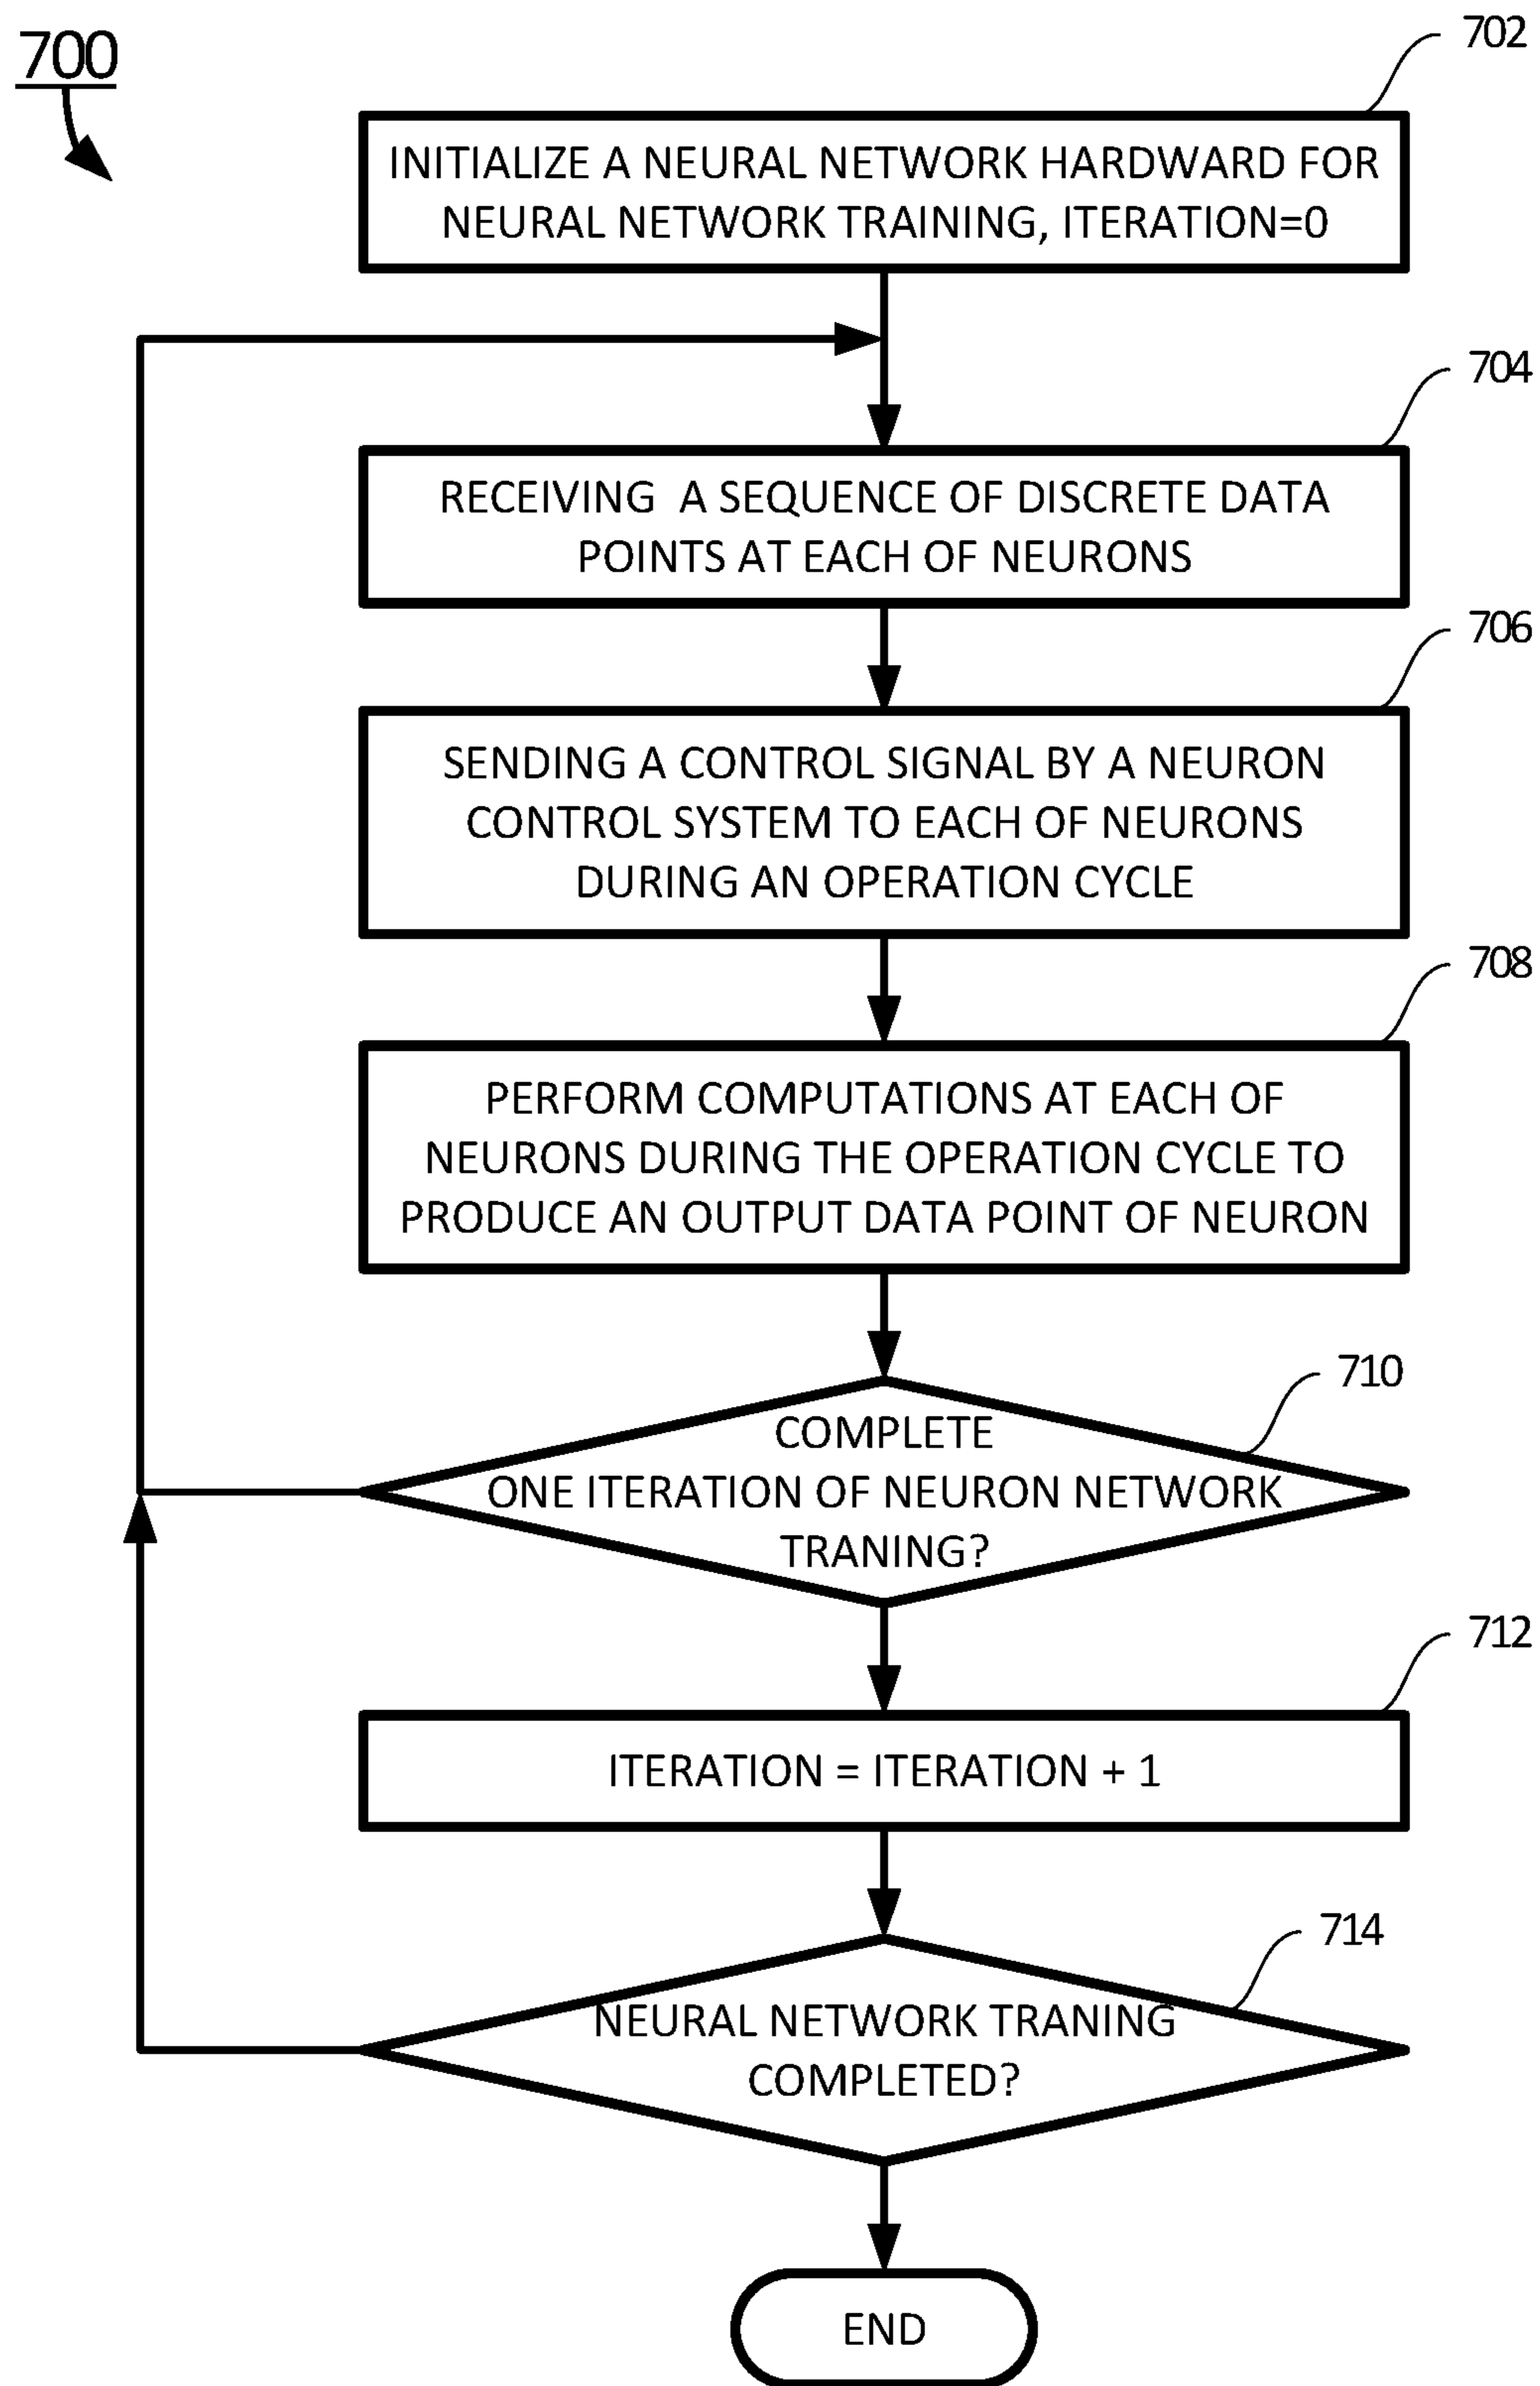 700
702
INITIALIZE A NEURAL NETWORK HARDWARD FOR
NEURAL NETWORK TRAINING, ITERATION=0
704
RECEIVING A SEQUENCE OF DISCRETE DATA
POINTS AT EACH OF NEURONS
706
SENDING A CONTROL SIGNAL BY A NEURON
CONTROL SYSTEM TO EACH OF NEURONS
DURING AN OPERATION CYCLE
708
PERFORM COMPUTATIONS AT EACH OF
NEURONS DURING THE OPERATION CYCLE TO
PRODUCE AN OUTPUT DATA POINT OF NEURON
710
COMPLETE
ONE ITERATION OF NEURON NETWORK
TRANING?
712
ITERATION = ITERATION + 1
714
NEURAL NETWORK TRANING
COMPLETED?
END